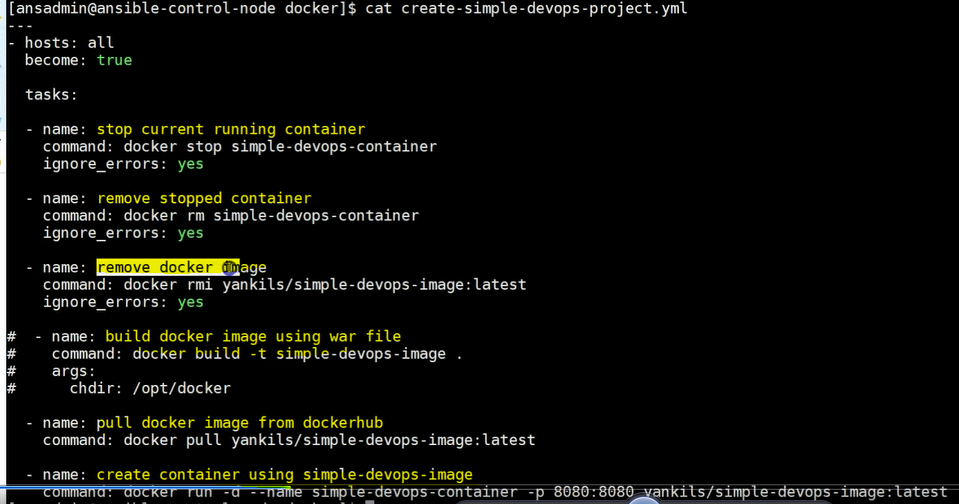 [ansadmin@ansible-control-node docker]$ cat create-simple-devops-project.yml
---
- hosts: all
  become: true

  tasks:

  - name: stop current running container
    command: docker stop simple-devops-container
    ignore_errors: yes

  - name: remove stopped container
    command: docker rm simple-devops-container
    ignore_errors: yes

  - name: remove docker image
    command: docker rmi yankils/simple-devops-image:latest
    ignore_errors: yes

#  - name: build docker image using war file
#    command: docker build -t simple-devops-image .
#    args:
#      chdir: /opt/docker

  - name: pull docker image from dockerhub
    command: docker pull yankils/simple-devops-image:latest

  - name: create container using simple-devops-image
    command: docker run -d --name simple-devops-container -p 8080:8080 yankils/simple-devops-image:latest